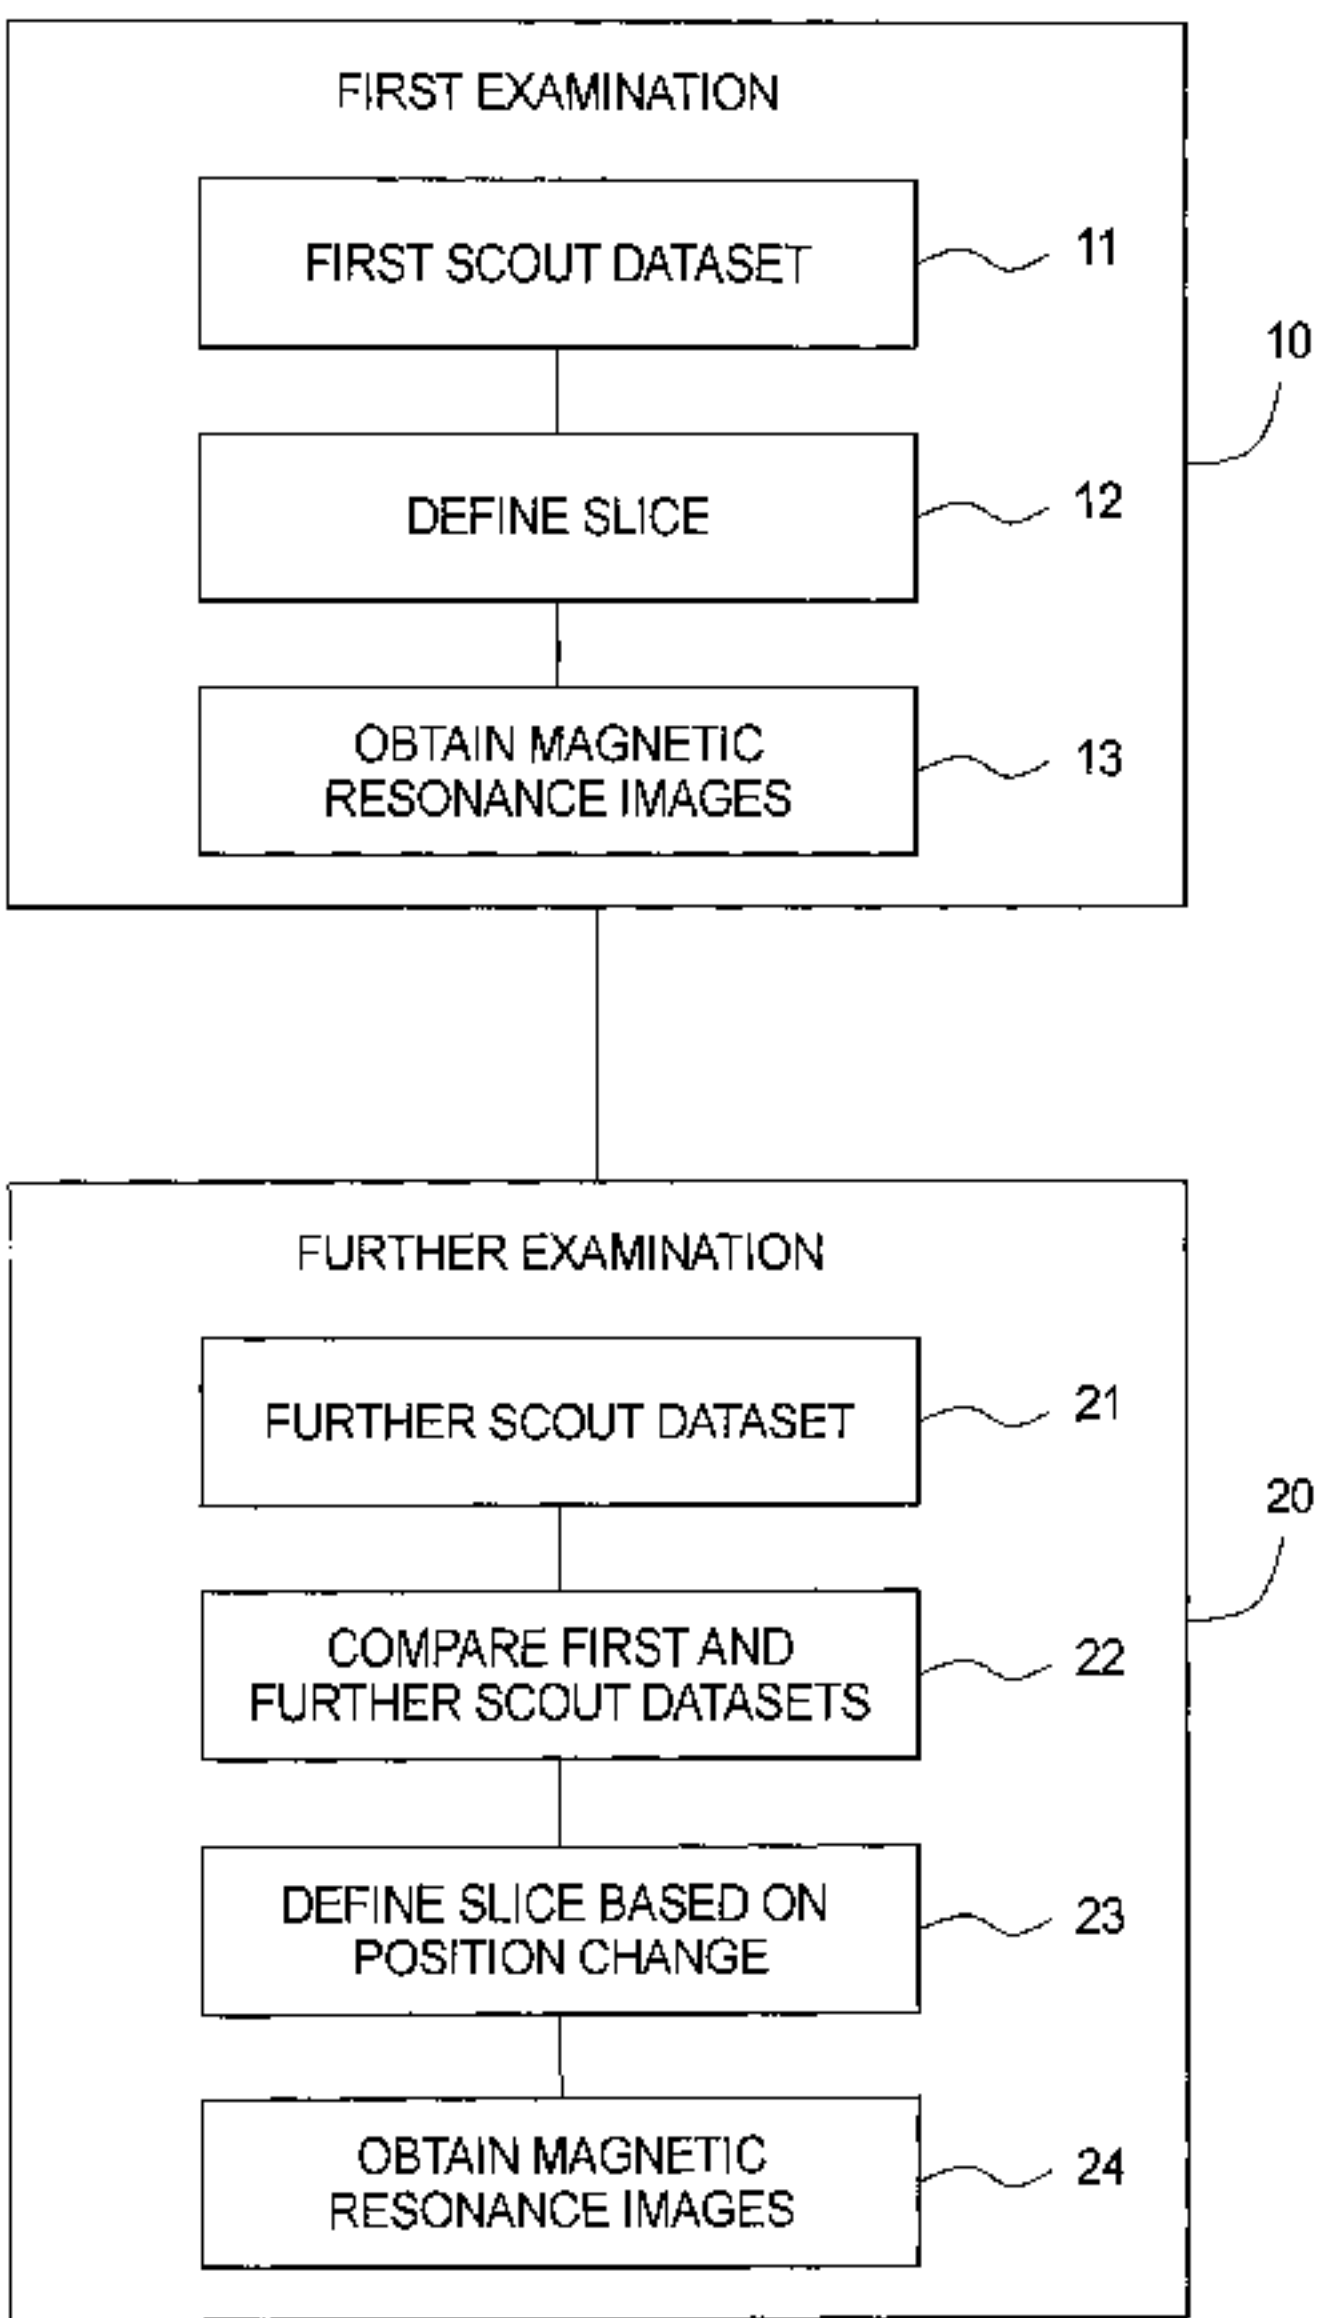 FIRST EXAMINATION
FIRST SCOUT DATASET
11
10
DEFINE SLICE
12
OBTAIN MAGNETIC
RESONANCE IMAGES
13
FURTHER EXAMINATION
FURTHER SCOUT DATASET
21
20
COMPARE FIRST AND
FURTHER SCOUT DATASETS
22
DEFINE SLICE BASED ON
POSITION CHANGE
23
OBTAIN MAGNETIC
RESONANCE IMAGES
24